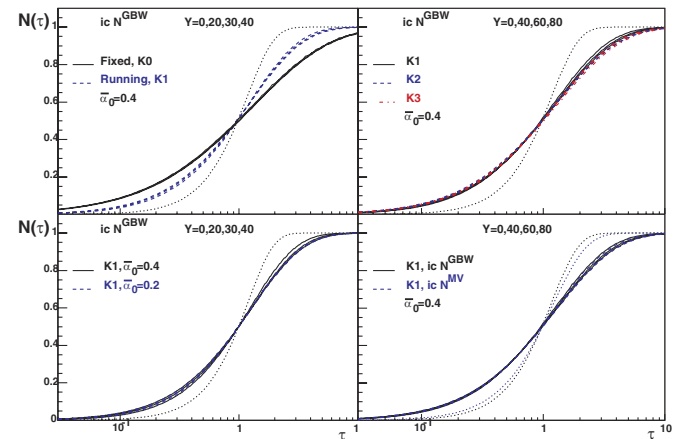 N(τ) 1
ic N^GBW Y=0,20,30,40
Fixed, K0
Running, K1
ᾱ0=0.4
0.8
0.6
0.4
0.2
ic N^GBW Y=0,40,60,80
K1
K2
K3
ᾱ0=0.4
N(τ) 1
ic N^GBW Y=0,20,30,40
K1,ᾱ0=0.4
K1,ᾱ0=0.2
0.8
0.6
0.4
0.2
0
10^-1 1 τ 1
Y=0,40,60,80
K1, ic N^GBW
K1, ic N^MV
ᾱ0=0.4
10^-1 1 τ 10